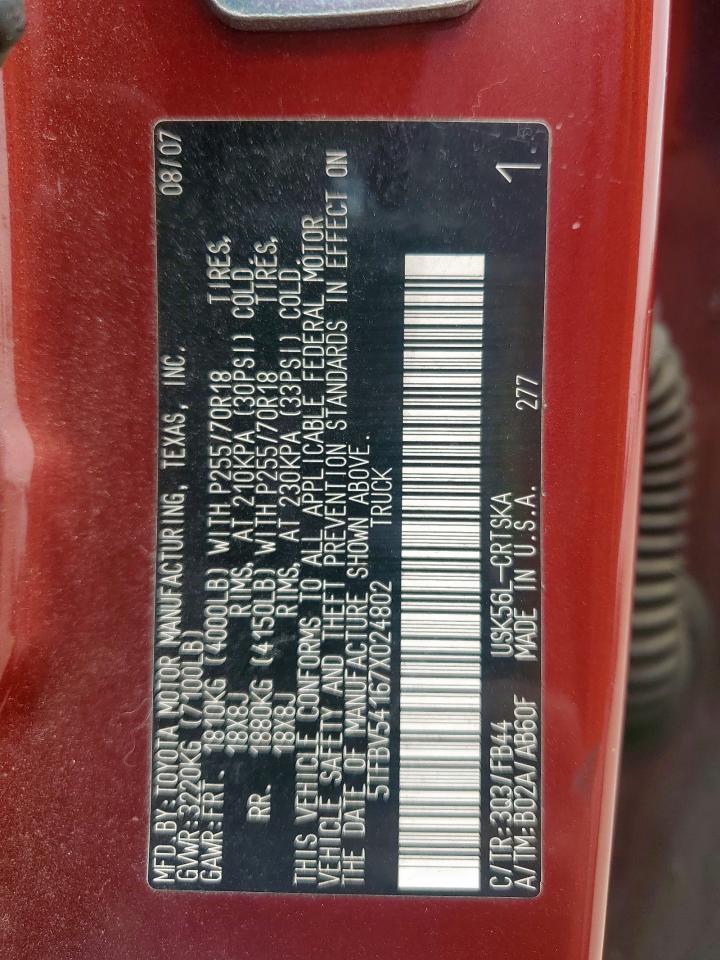 MFD.BY:TOYOTA MOTOR MANUFACTURING, TEXAS, INC. 08/07
GVWR:3220KG(7100LB)
GAWR:FRT. 1810KG (4000LB) WITH P255/70R18 TIRES,
18X8J RIMS, AT 210KPA (30PSI) COLD.
RR. 1880KG (4150LB) WITH P255/70R18 TIRES,
18X8J RIMS, AT 230KPA (33PSI) COLD.
THIS VEHICLE CONFORMS TO ALL APPLICABLE FEDERAL MOTOR
VEHICLE SAFETY AND THEFT PREVENTION STANDARDS IN EFFECT ON
THE DATE OF MANUFACTURE SHOWN ABOVE.
5TFBV54167X024802 TRUCK
C/TR:3Q3/FB44 USK56L-CRTSKA 1
A/TM:B02A/AB60F MADE IN U.S.A. 277